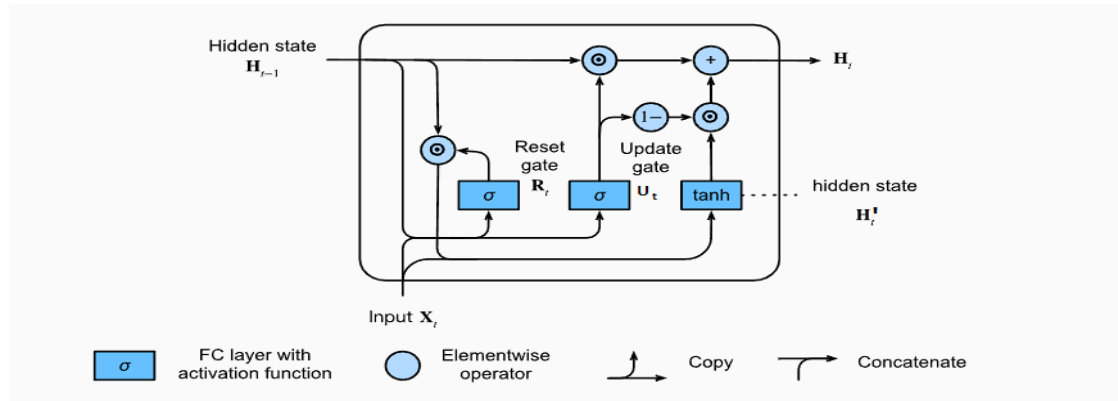 Hidden state
H_{t-1}
⊙
+
H_t
1−
⊙
⊙
Reset
gate
R_t
Update
gate
U_t
σ
σ
tanh
hidden state
H_t'
Input X_t
σ
FC layer with
activation function
Elementwise
operator
Copy
Concatenate